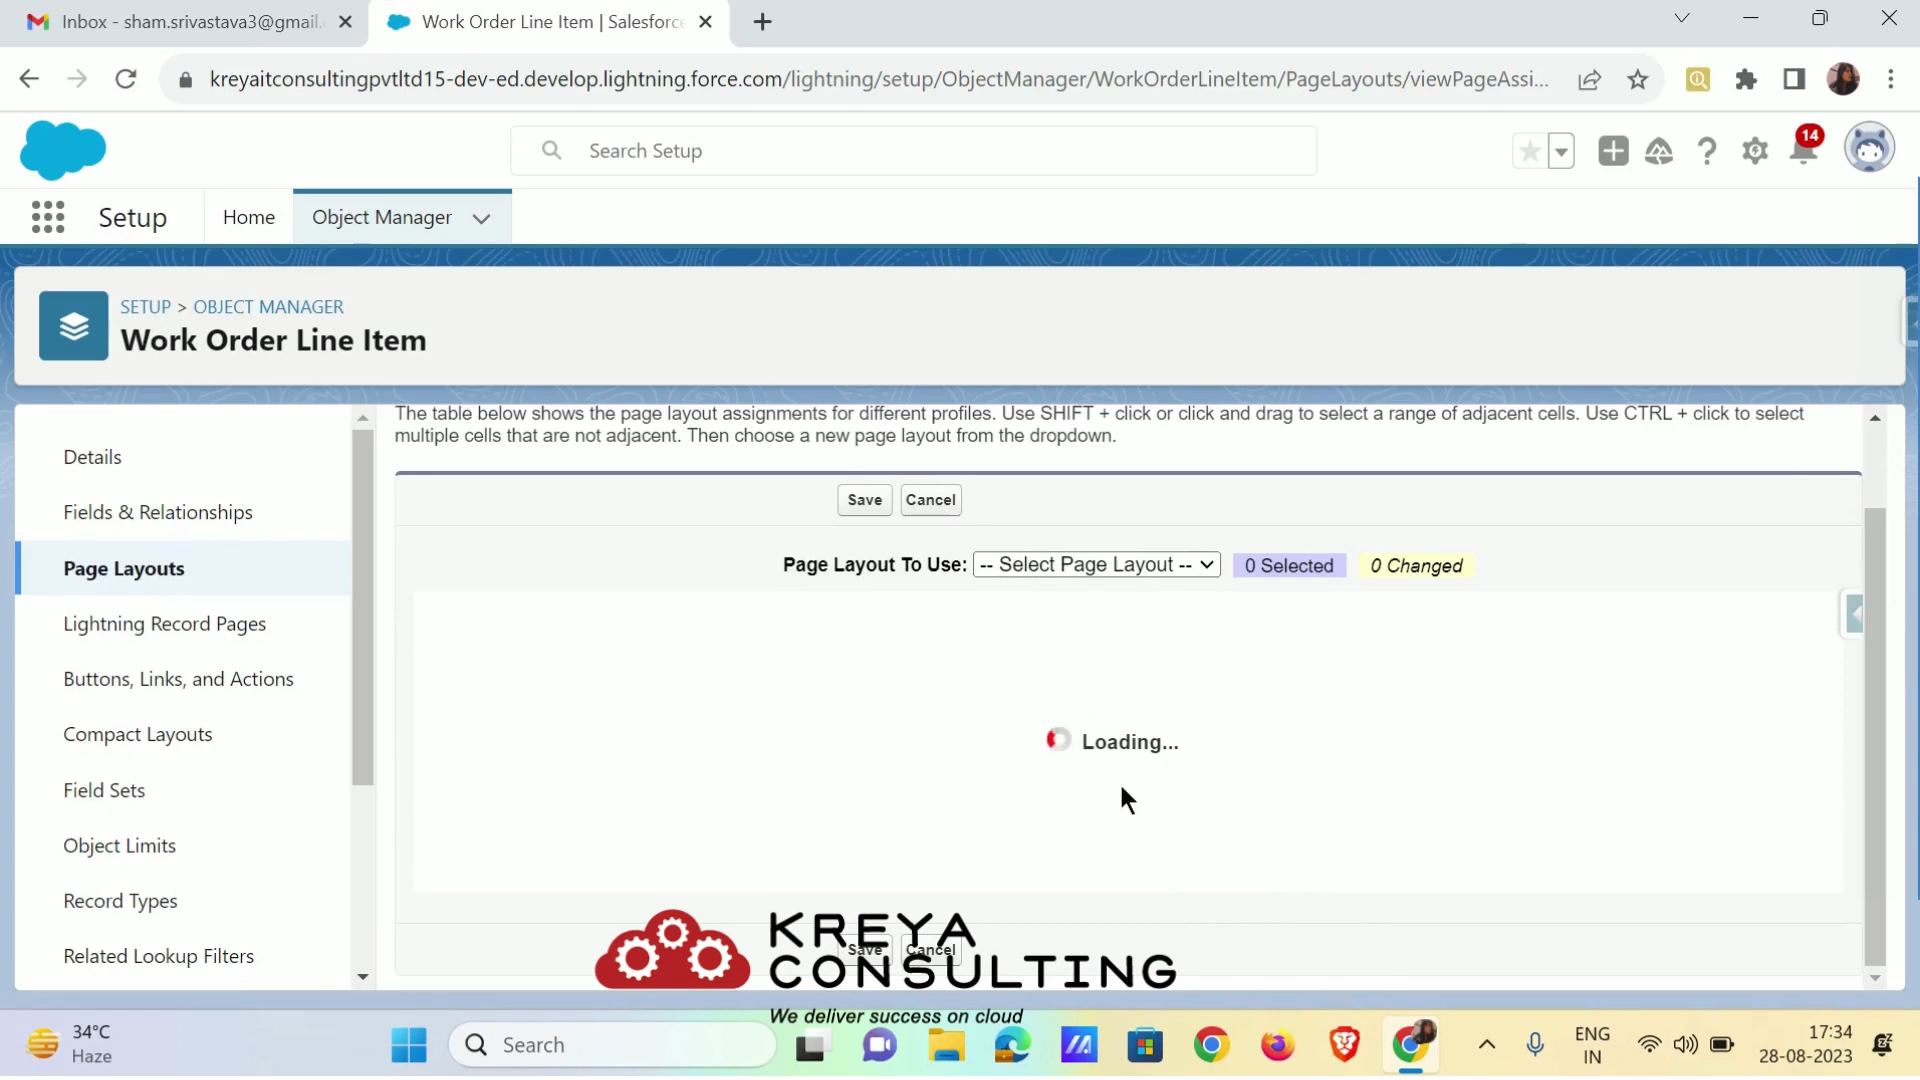 Inbox - sham.srivastava3@gmail.
Work Order Line Item | Salesforce
kreyaitconsultingpvtltd15-dev-ed.develop.lightning.force.com/lightning/setup/ObjectManager/WorkOrderLineItem/PageLayouts/viewPageAssi...
Search Setup
14
Setup
Home
Object Manager
SETUP > OBJECT MANAGER
Work Order Line Item
Details
Fields & Relationships
Page Layouts
Lightning Record Pages
Buttons, Links, and Actions
Compact Layouts
Field Sets
Object Limits
Record Types
Related Lookup Filters
The table below shows the page layout assignments for different profiles. Use SHIFT + click or click and drag to select a range of adjacent cells. Use CTRL + click to select
multiple cells that are not adjacent. Then choose a new page layout from the dropdown.
Save Cancel
Page Layout To Use: -- Select Page Layout -- 0 Selected 0 Changed
Loading...
Save Cancel
KREYA
CONSULTING
We deliver success on cloud
34°C
Haze
Search
ENG
IN
17:34
28-08-2023